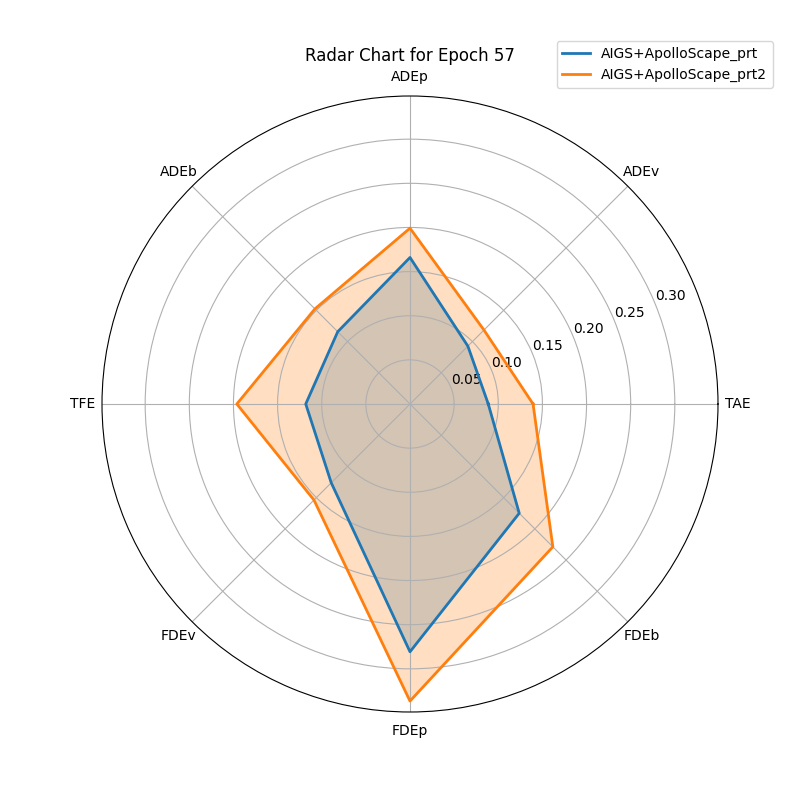 AIGS+ApolloScape_prt
AIGS+ApolloScape_prt2
Radar Chart for Epoch 57
ADEp
ADEb
ADEv
0.30
0.25
0.20
0.15
0.10
0.05
TFE
TAE
FDEv
FDEb
FDEp